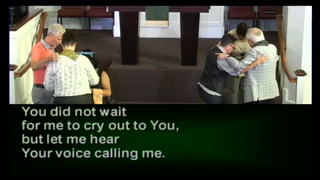 You did not wait
for me to cry out to You,
but let me hear
Your voice calling me.